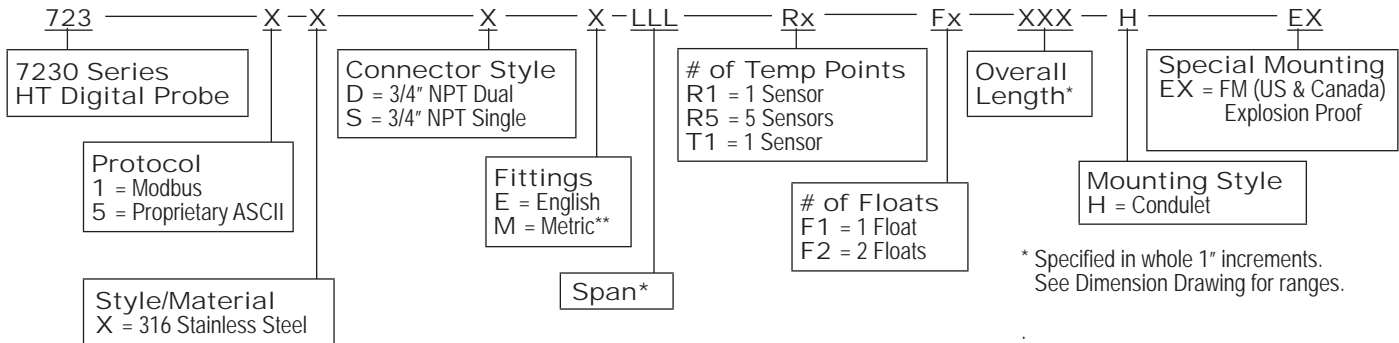 723 X X X X LLL Rx Fx XXX H EX
7230 Series
HT Digital Probe
Protocol
1 = Modbus
5 = Proprietary ASCII
Style/Material
X = 316 Stainless Steel
Connector Style
D = 3/4" NPT Dual
S = 3/4" NPT Single
Fittings
E = English
M = Metric**
Span*
# of Temp Points
R1 = 1 Sensor
R5 = 5 Sensors
T1 = 1 Sensor
# of Floats
F1 = 1 Float
F2 = 2 Floats
Overall
Length*
Mounting Style
H = Condulet
Special Mounting
EX = FM (US & Canada)
Explosion Proof
* Specified in whole 1" increments.
See Dimension Drawing for ranges.
.